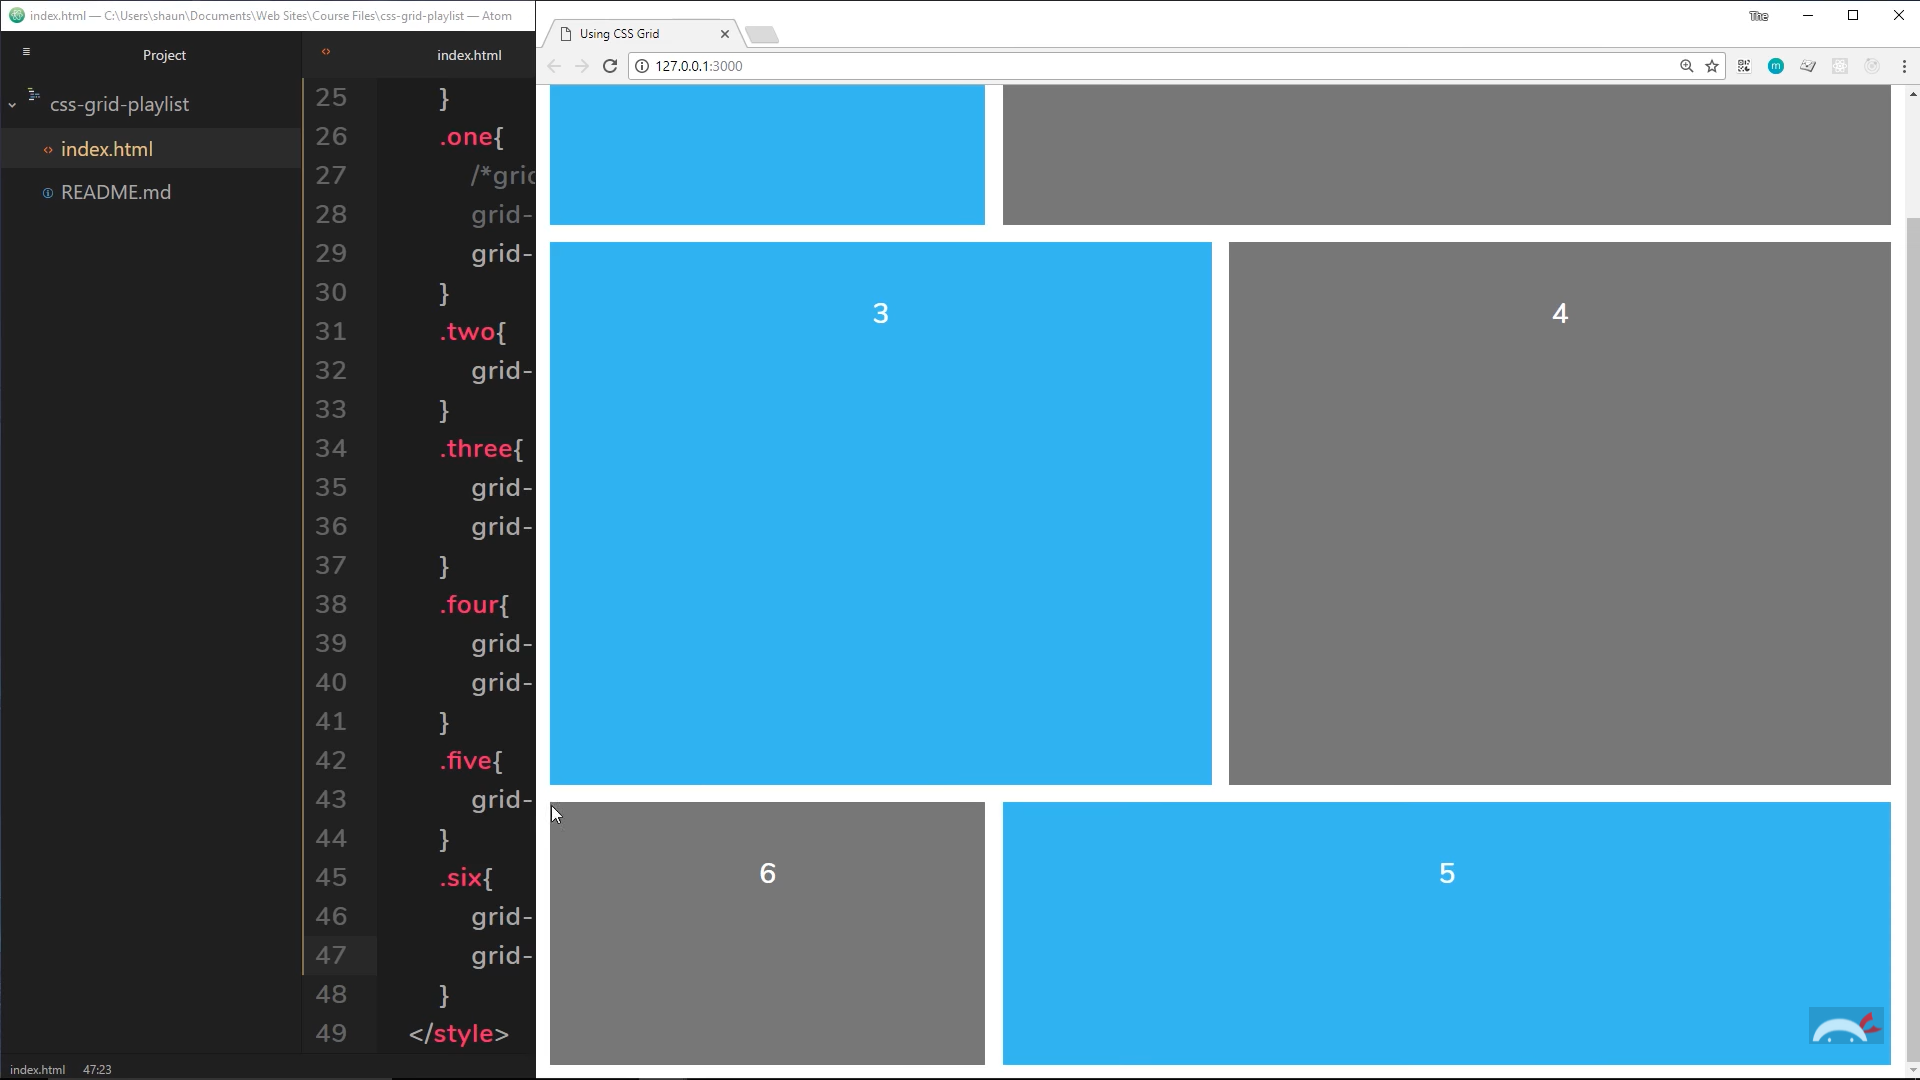 index.html — C:\Users\shaun\Documents\Web Sites\Course Files\css-grid-playlist — Atom
Project
css-grid-playlist
index.html
README.md
index.html
25 }
26 .one{
27 /*grid
28 grid-
29 grid-
30 }
31 .two{
32 grid-
33 }
34 .three{
35 grid-
36 grid-
37 }
38 .four{
39 grid-
40 grid-
41 }
42 .five{
43 grid-
44 }
45 .six{
46 grid-
47 grid-
48 }
49 </style>
index.html 47:23
Using CSS Grid
The
127.0.0.1:3000
m
3
4
6
5